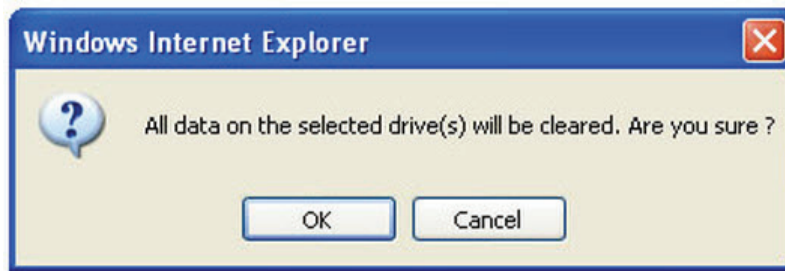 Windows Internet Explorer
All data on the selected drive(s) will be cleared. Are you sure ?
OK
Cancel